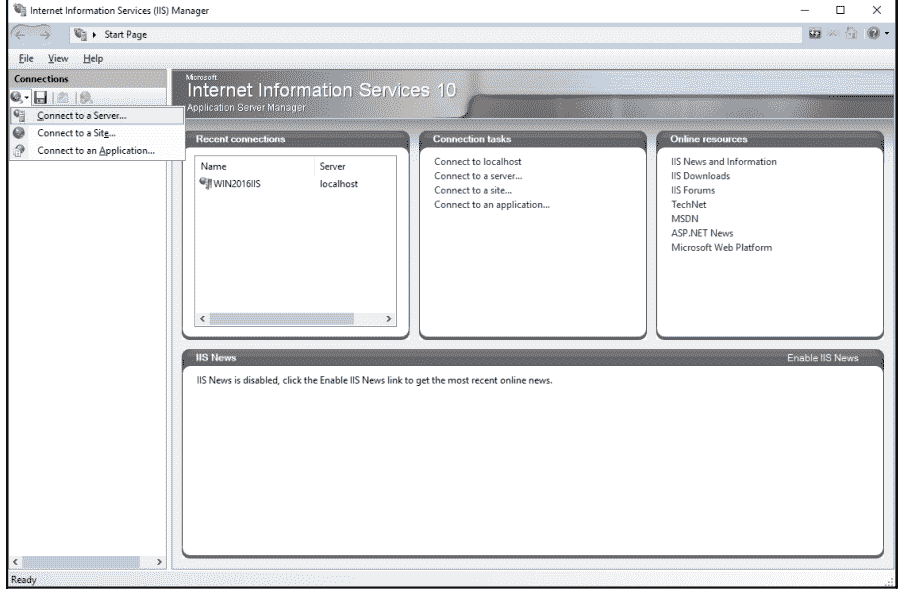 Internet Information Services (IIS) Manager
Start Page
File View Help
Connections
Connect to a Server...
Connect to a Site...
Connect to an Application...
Microsoft
Internet Information Services 10
Application Server Manager
Recent connections
Name Server
WIN2016IIS localhost
Connection tasks
Connect to localhost
Connect to a server...
Connect to a site...
Connect to an application...
Online resources
IIS News and Information
IIS Downloads
IIS Forums
TechNet
MSDN
ASP.NET News
Microsoft Web Platform
IIS News Enable IIS News
IIS News is disabled, click the Enable IIS News link to get the most recent online news.
Ready